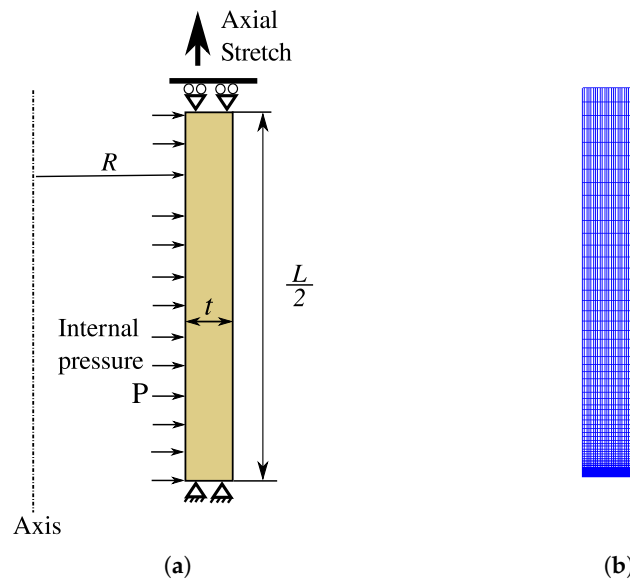 Axial
Stretch
R
L
2
t
Internal
pressure
P
Axis
(a)
(b)